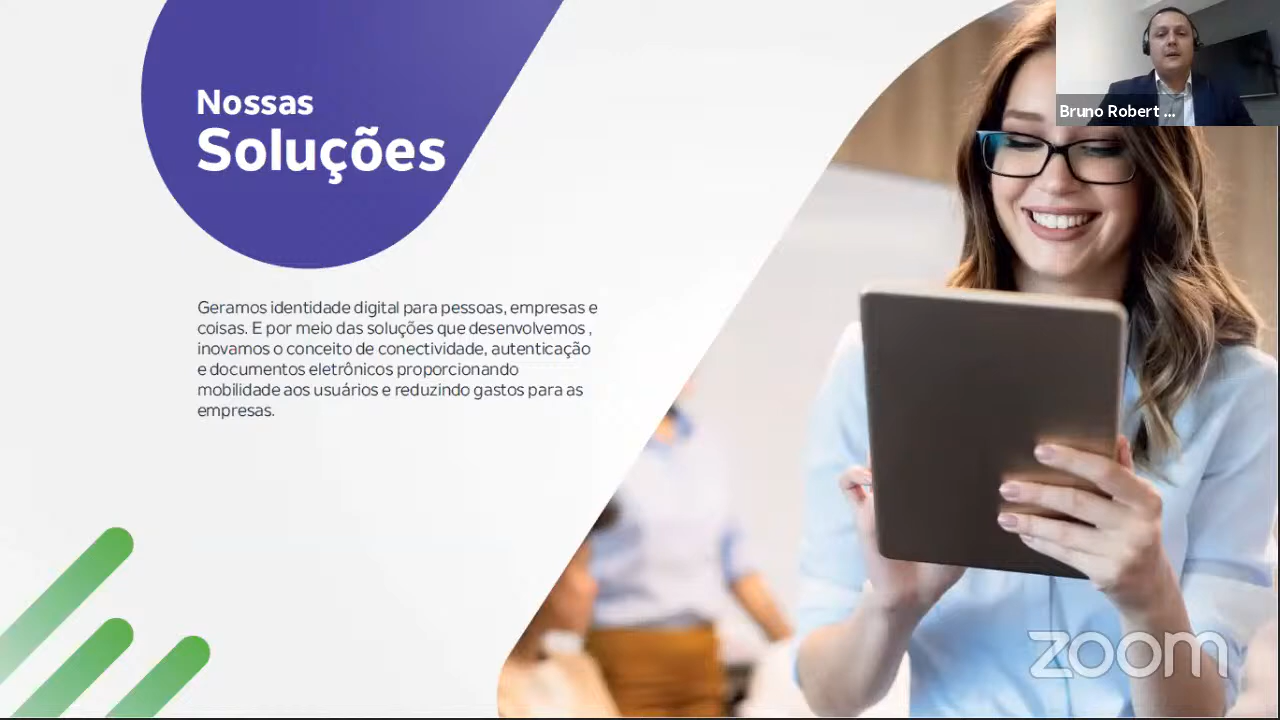 Nossas
Soluções
Bruno Robert ...
Geramos identidade digital para pessoas, empresas e
coisas. E por meio das soluções que desenvolvemos ,
inovamos o conceito de conectividade, autenticação
e documentos eletrônicos proporcionando
mobilidade aos usuários e reduzindo gastos para as
empresas.
zoom